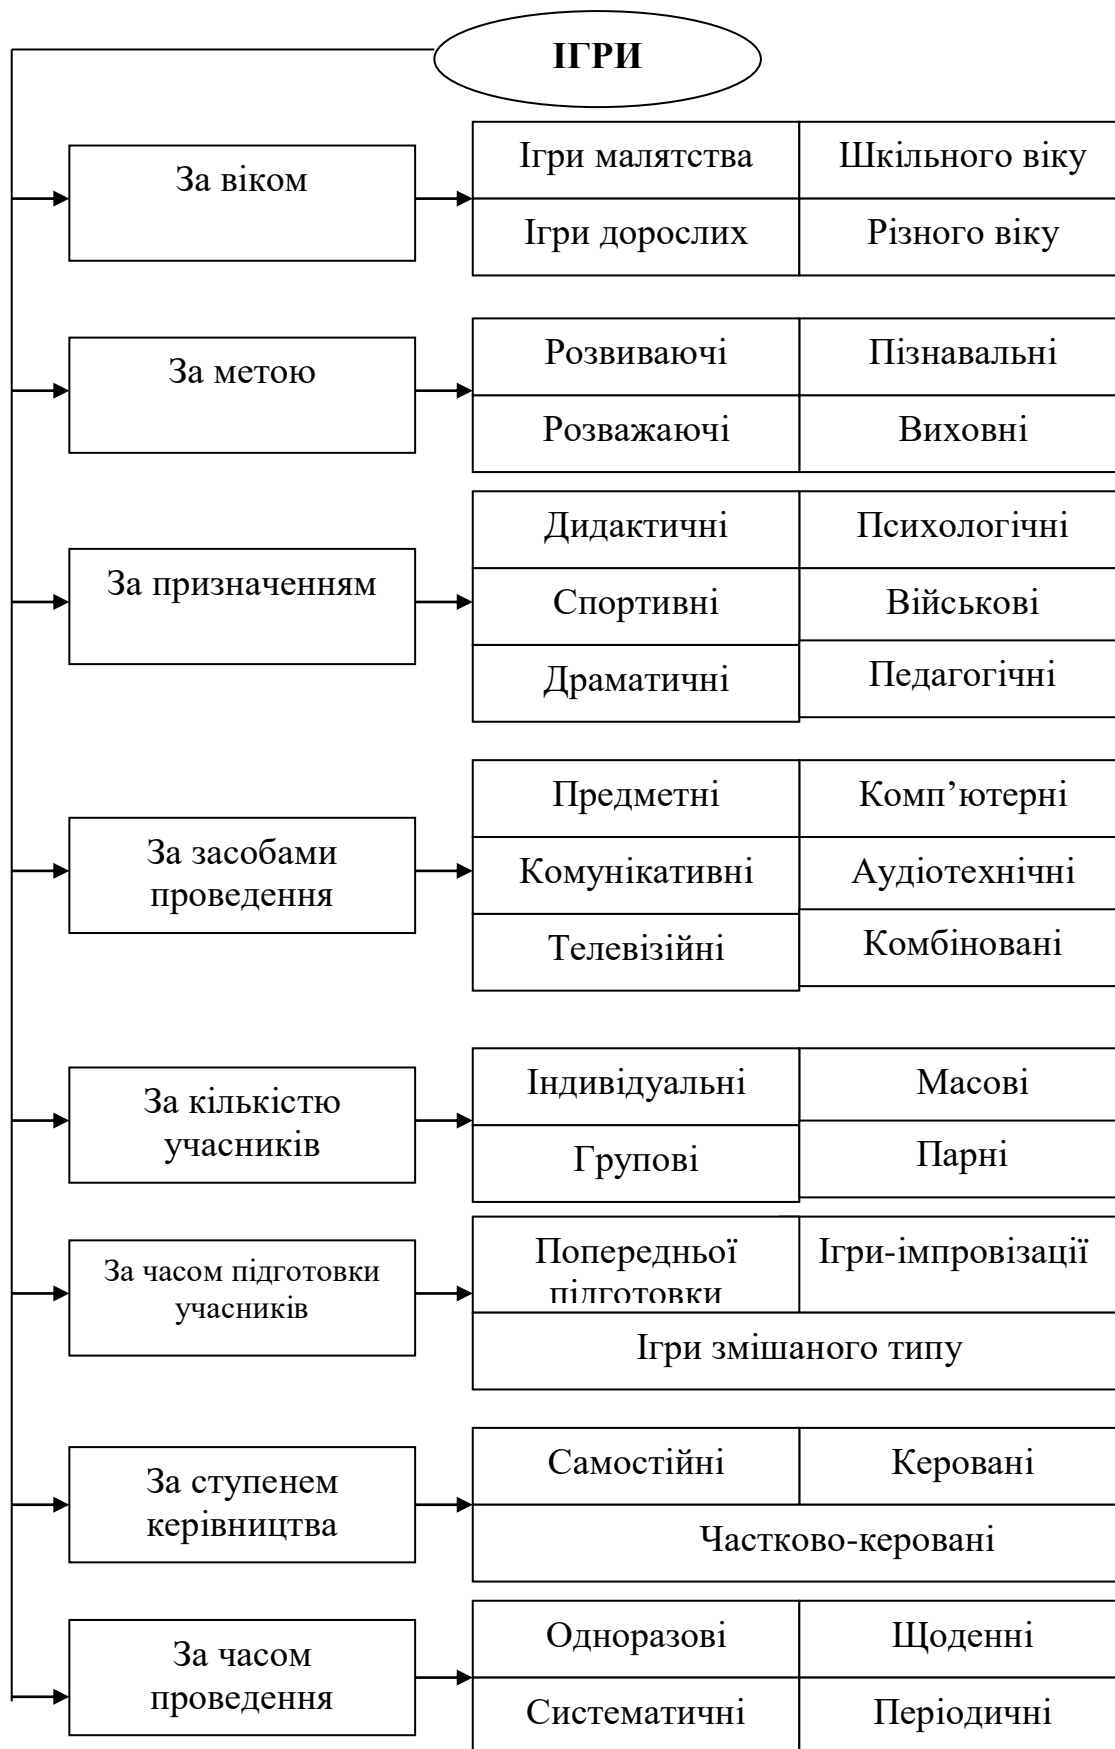 ІГРИ
За віком
Ігри малятства
Шкільного віку
Ігри дорослих
Різного віку
За метою
Розвиваючі
Пізнавальні
Розважаючі
Виховні
За призначенням
Дидактичні
Психологічні
Спортивні
Військові
Драматичні
Педагогічні
За засобами
проведення
Предметні
Комп’ютерні
Комунікативні
Аудіотехнічні
Телевізійні
Комбіновані
За кількістю
учасників
Індивідуальні
Масові
Групові
Парні
За часом підготовки
учасників
Попередньої
підготовки
Ігри-імпровізації
Ігри змішаного типу
За ступенем
керівництва
Самостійні
Керовані
Частково-керовані
За часом
проведення
Одноразові
Щоденні
Систематичні
Періодичні